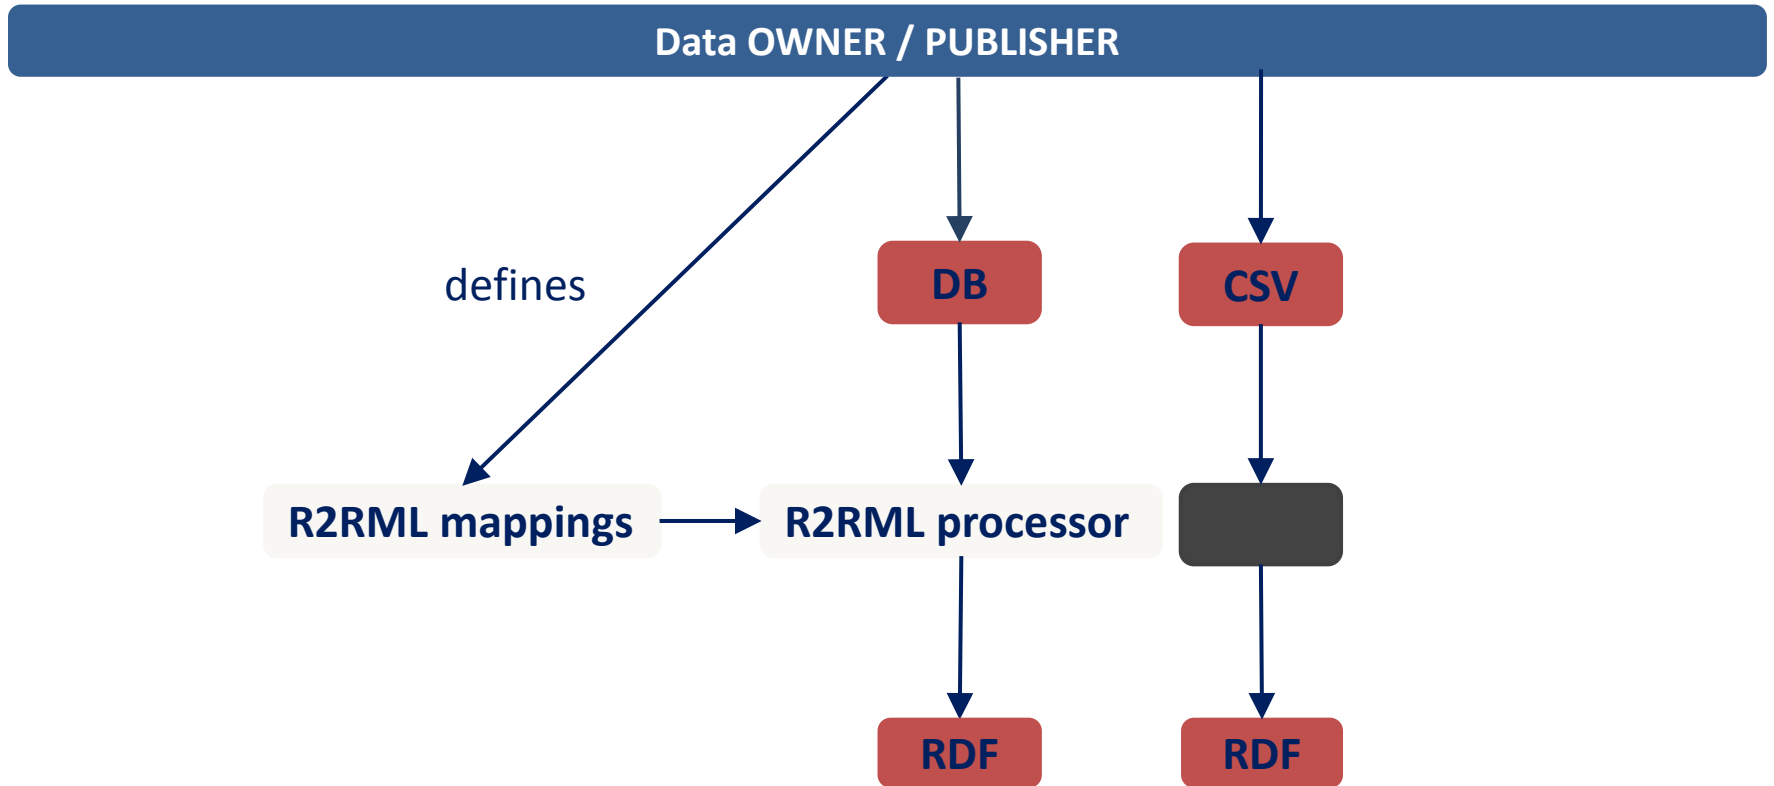 Data OWNER / PUBLISHER
defines
DB
CSV
R2RML mappings
R2RML processor
RDF
RDF